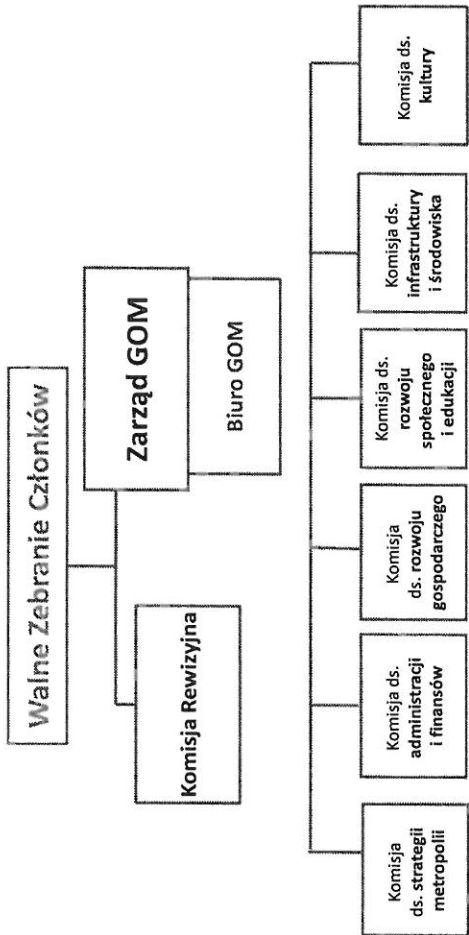 Walne Zebranie Członków
Zarząd GOM
Biuro GOM
Komisja Rewizyjna
Komisja
ds. strategii
metropolii
Komisja ds.
administracji
i finansów
Komisja
ds. rozwoju
gospodarczego
Komisja ds.
rozwoju
społecznego
i edukacji
Komisja ds.
infrastruktury
i środowiska
Komisja ds.
kultury